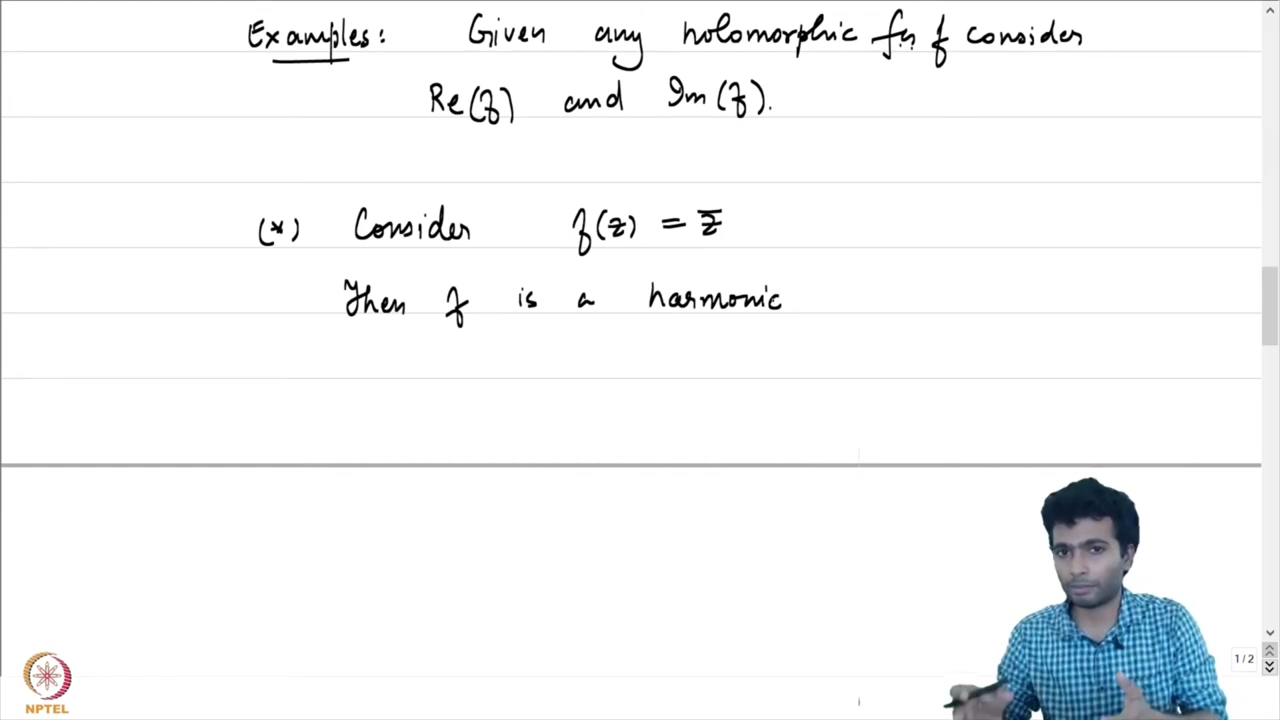 Examples: Given any holomorphic fn f consider
Re(f) and Im(f).
(*) Consider f(z) = z̅
Then f is a harmonic
1/2
NPTEL